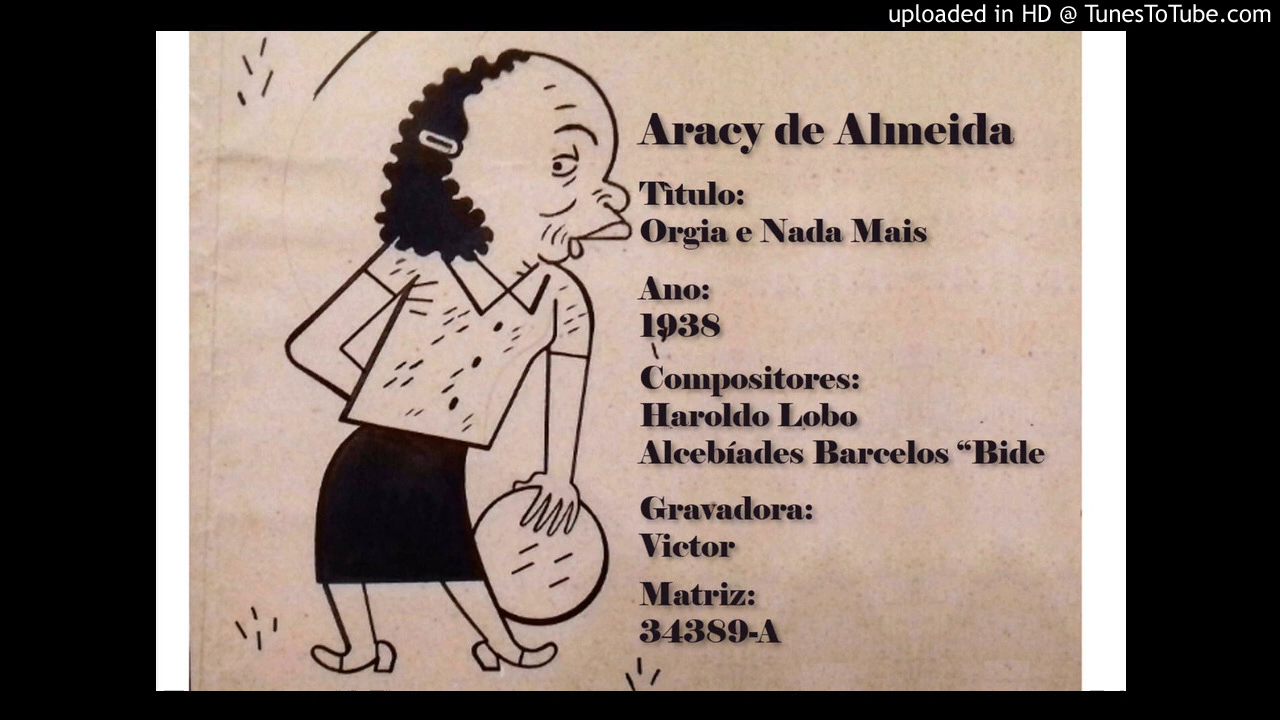 uploaded in HD @ TunesToTube.com
Aracy de Almeida
Titulo:
Orgia e Nada Mais
Ano:
1938
Compositores:
Haroldo Lobo
Alcebíades Barcelos “Bide
Gravadora:
Victor
Matriz:
34389-A